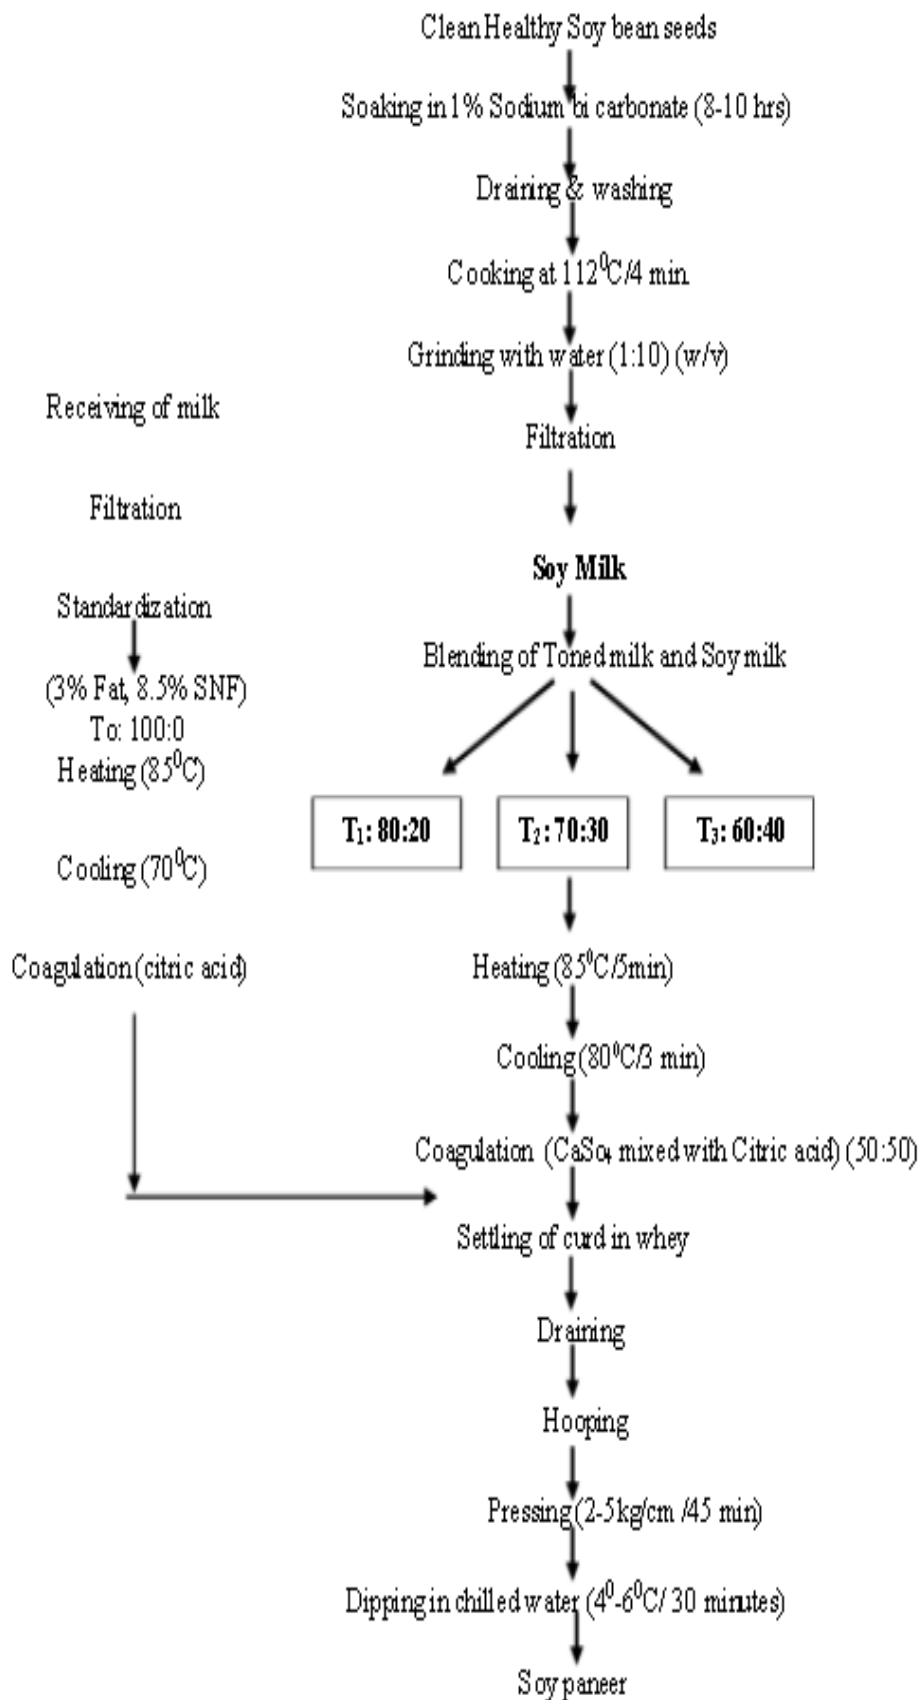 Clean Healthy Soy bean seeds
Soaking in 1% Sodium bi carbonate (8-10 hrs)
Draining & washing
Cooking at 112⁰C/4 min.
Grinding with water (1:10) (w/v)
Filtration
Soy Milk
Blending of Toned milk and Soy milk
T₁: 80:20
T₂: 70:30
T₃: 60:40
Receiving of milk
Filtration
Standardization
(3% Fat, 8.5% SNF)
To: 100:0
Heating (85⁰C)
Cooling (70⁰C)
Coagulation (citric acid)
Heating (85⁰C/5min)
Cooling (80⁰C/3 min)
Coagulation (CaSo₄ mixed with Citric acid) (50:50)
Settling of curd in whey
Draining
Hooping
Pressing (2-5kg/cm /45 min)
Dipping in chilled water (4⁰-6⁰C/ 30 minutes)
Soy paneer